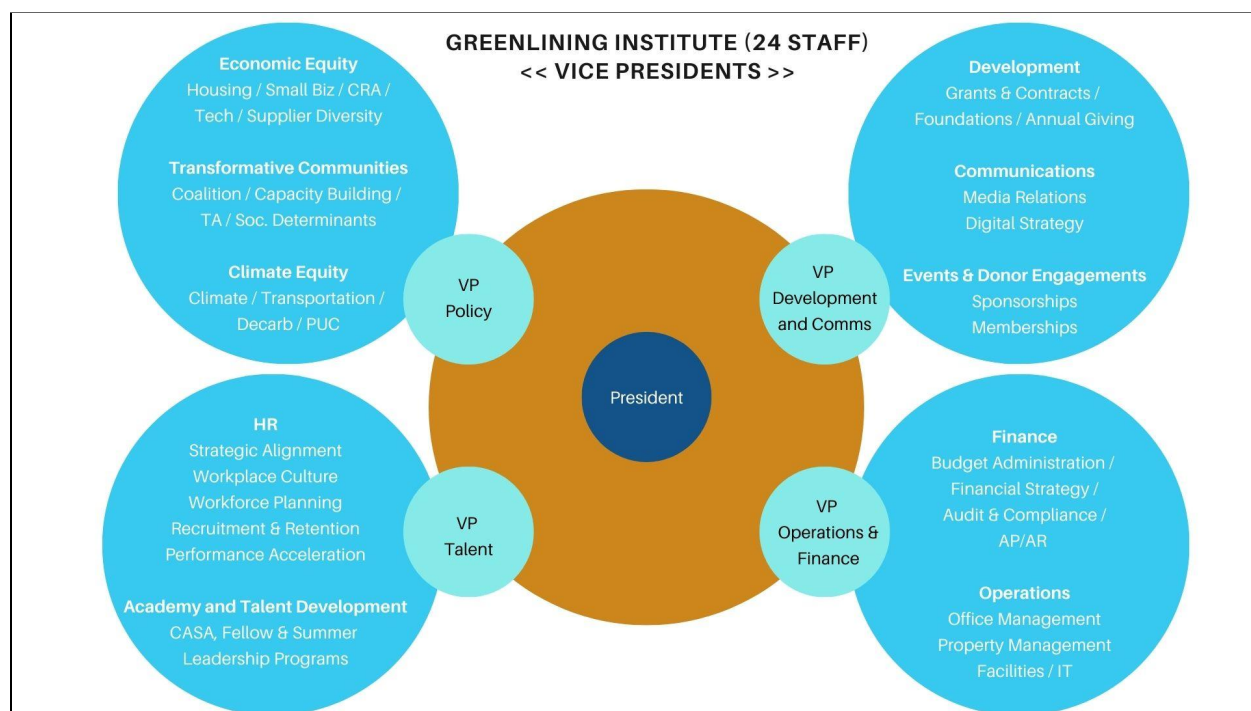 GREENLINING INSTITUTE (24 STAFF)
<< VICE PRESIDENTS >>
Economic Equity
Housing / Small Biz / CRA /
Tech / Supplier Diversity
Transformative Communities
Coalition / Capacity Building /
TA / Soc. Determinants
Climate Equity
Climate / Transportation /
Decarb / PUC
VP
Policy
Development
Grants & Contracts /
Foundations / Annual Giving
Communications
Media Relations
Digital Strategy
Events & Donor Engagements
Sponsorships
Memberships
VP
Development
and Comms
President
HR
Strategic Alignment
Workplace Culture
Workforce Planning
Recruitment & Retention
Performance Acceleration
Academy and Talent Development
CASA, Fellow & Summer
Leadership Programs
VP
Talent
VP
Operations &
Finance
Finance
Budget Administration /
Financial Strategy /
Audit & Compliance /
AP/AR
Operations
Office Management
Property Management
Facilities / IT